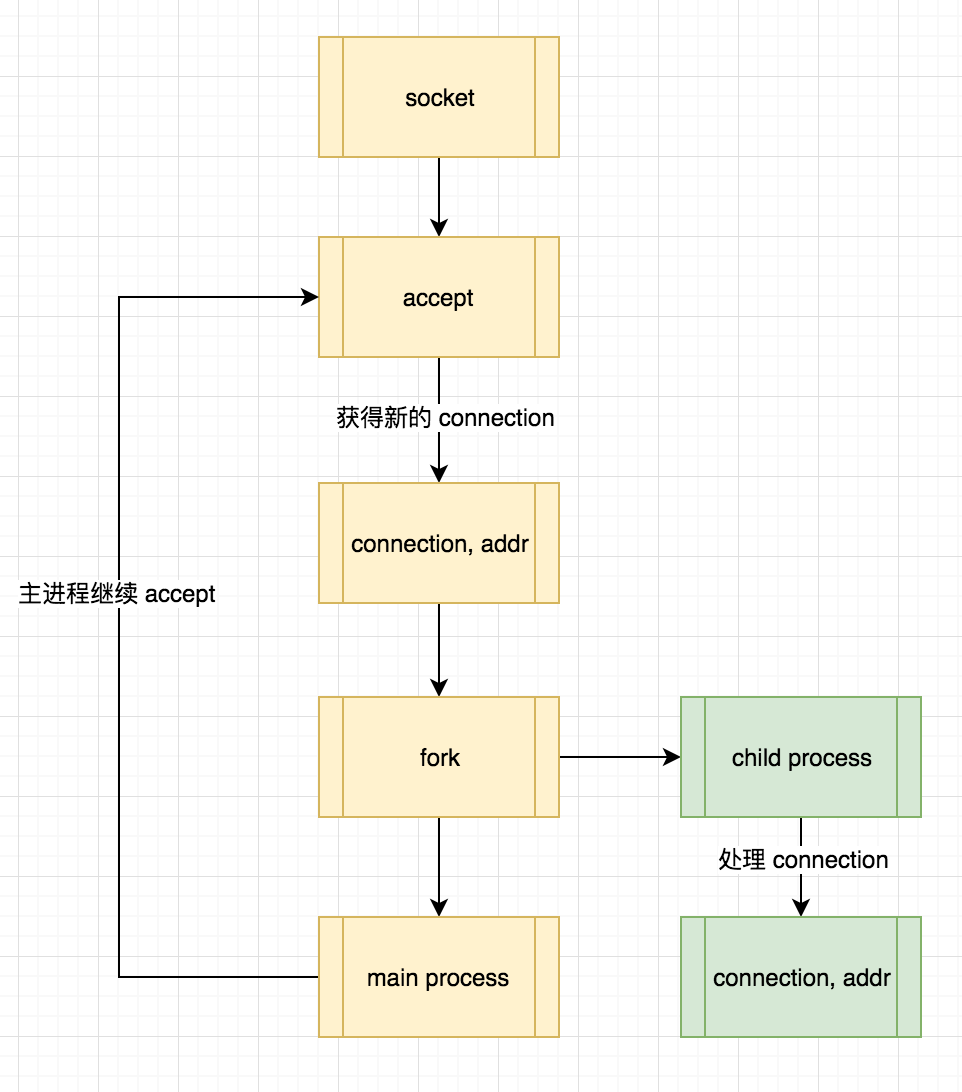 socket
accept
获得新的 connection
connection, addr
主进程继续 accept
fork
child process
处理 connection
main process
connection, addr